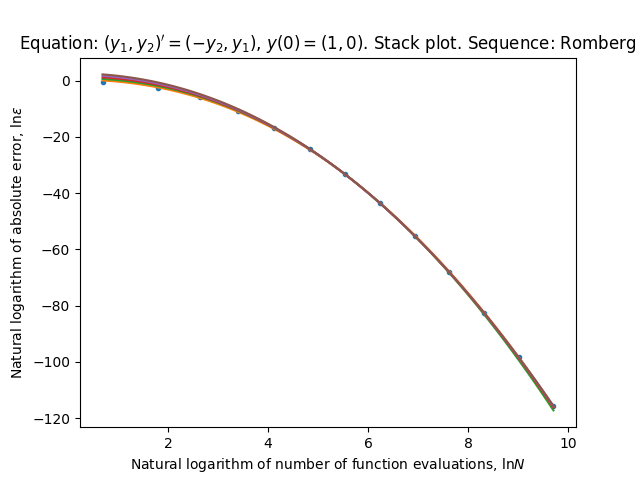 Equation: (y₁, y₂)′ = (−y₂, y₁), y(0) = (1, 0). Stack plot. Sequence: Romberg
0
−20
−40
−60
−80
−100
−120
Natural logarithm of absolute error, lnε
2 4 6 8 10
Natural logarithm of number of function evaluations, lnN